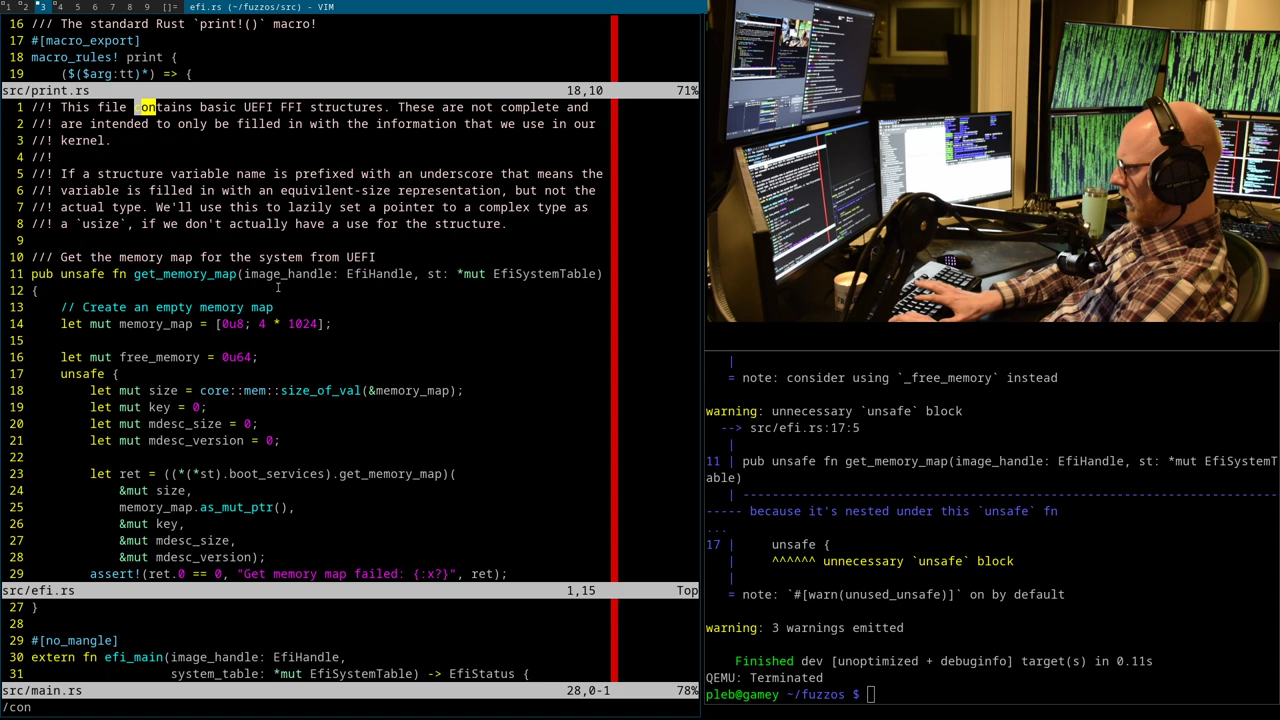 1 2 3 4 5 6 7 8 9 []= efi.rs (~/fuzzos/src) - VIM
16 /// The standard Rust `print!()` macro!
17 #[macro_export]
18 macro_rules! print {
19     ($($arg:tt)*) => {
src/print.rs 18,10 71%
1 //! This file contains basic UEFI FFI structures. These are not complete and
2 //! are intended to only be filled in with the information that we use in our
3 //! kernel.
4 //!
5 //! If a structure variable name is prefixed with an underscore that means the
6 //! variable is filled in with an equivilent-size representation, but not the
7 //! actual type. We'll use this to lazily set a pointer to a complex type as
8 //! a `usize`, if we don't actually have a use for the structure.
9
10 /// Get the memory map for the system from UEFI
11 pub unsafe fn get_memory_map(image_handle: EfiHandle, st: *mut EfiSystemTable)
12 {
13     // Create an empty memory map
14     let mut memory_map = [0u8; 4 * 1024];
15
16     let mut free_memory = 0u64;
17     unsafe {
18         let mut size = core::mem::size_of_val(&memory_map);
19         let mut key = 0;
20         let mut mdesc_size = 0;
21         let mut mdesc_version = 0;
22
23         let ret = ((*(*st).boot_services).get_memory_map)(
24             &mut size,
25             memory_map.as_mut_ptr(),
26             &mut key,
27             &mut mdesc_size,
28             &mut mdesc_version);
29         assert!(ret.0 == 0, "Get memory map failed: {:x?}", ret);
src/efi.rs 1,15 Top
27 }
28
29 #[no_mangle]
30 extern fn efi_main(image_handle: EfiHandle,
31                    system_table: *mut EfiSystemTable) -> EfiStatus {
src/main.rs 28,0-1 78%
/con
|
= note: consider using `_free_memory` instead
warning: unnecessary `unsafe` block
--> src/efi.rs:17:5
|
11 | pub unsafe fn get_memory_map(image_handle: EfiHandle, st: *mut EfiSystemT
able)
| -------------------------------------------------------------------------
----- because it's nested under this `unsafe` fn
...
17 |     unsafe {
|     ^^^^^^ unnecessary `unsafe` block
|
= note: `#[warn(unused_unsafe)]` on by default
warning: 3 warnings emitted
Finished dev [unoptimized + debuginfo] target(s) in 0.11s
QEMU: Terminated
pleb@gamey ~/fuzzos $